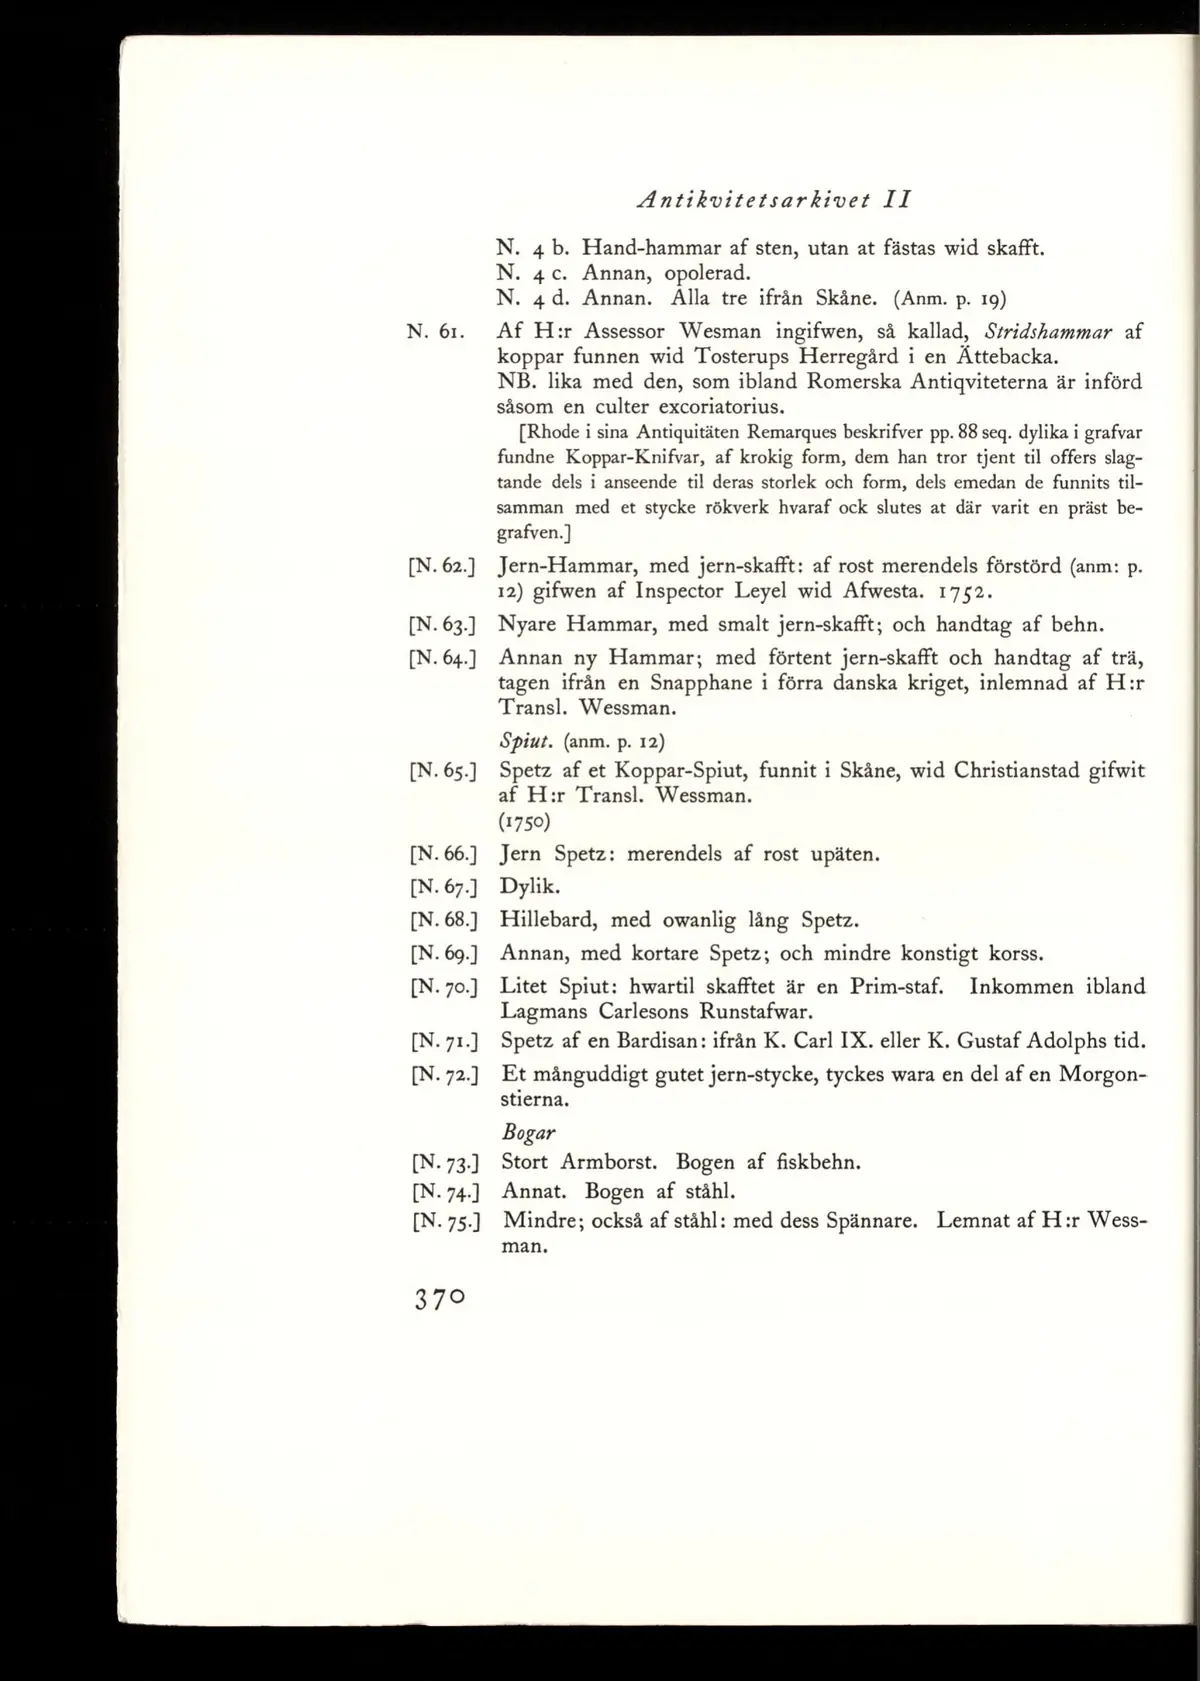 Antikvitetsarkivet II
N. 4 b. Hand-hammar af sten, utan at fästas wid skafft.
N. 4 c. Annan, opolerad.
N. 4 d. Annan. Alla tre ifrån Skåne. (Anm. p. 19)
N. 61. Af H:r Assessor Wesman ingifwen, så kallad, Stridshammar af
koppar funnen wid Tosterups Herregård i en Ättebacka.
NB. lika med den, som ibland Romerska Antiqviteterna är införd
såsom en culter excoriatorius.
[Rhode i sina Antiquitäten Remarques beskrifver pp. 88 seq. dylika i grafvar
fundne Koppar-Knifvar, af krokig form, dem han tror tjent til offers slag-
tande dels i anseende til deras storlek och form, dels emedan de funnits til-
samman med et stycke rökverk hvaraf ock slutes at där varit en präst be-
grafven.]
[N. 62.] Jern-Hammar, med jern-skafft: af rost merendels förstörd (anm: p.
12) gifwen af Inspector Leyel wid Afwesta. 1752.
[N. 63.] Nyare Hammar, med smalt jern-skafft; och handtag af behn.
[N. 64.] Annan ny Hammar; med förtent jern-skafft och handtag af trä,
tagen ifrån en Snapphane i förra danska kriget, inlemnad af H:r
Transl. Wessman.
Spiut. (anm. p. 12)
[N. 65.] Spetz af et Koppar-Spiut, funnit i Skåne, wid Christianstad gifwit
af H:r Transl. Wessman.
(1750)
[N. 66.] Jern Spetz: merendels af rost upäten.
[N. 67.] Dylik.
[N. 68.] Hillebard, med owanlig lång Spetz.
[N. 69.] Annan, med kortare Spetz; och mindre konstigt korss.
[N. 70.] Litet Spiut: hwartil skafftet är en Prim-staf. Inkommen ibland
Lagmans Carlesons Runstafwar.
[N. 71.] Spetz af en Bardisan: ifrån K. Carl IX. eller K. Gustaf Adolphs tid.
[N. 72.] Et månguddigt gutet jern-stycke, tyckes wara en del af en Morgon-
stierna.
Bogar
[N. 73.] Stort Armborst. Bogen af fiskbehn.
[N. 74.] Annat. Bogen af ståhl.
[N. 75.] Mindre; också af ståhl: med dess Spännare. Lemnat af H:r Wess-
man.
370